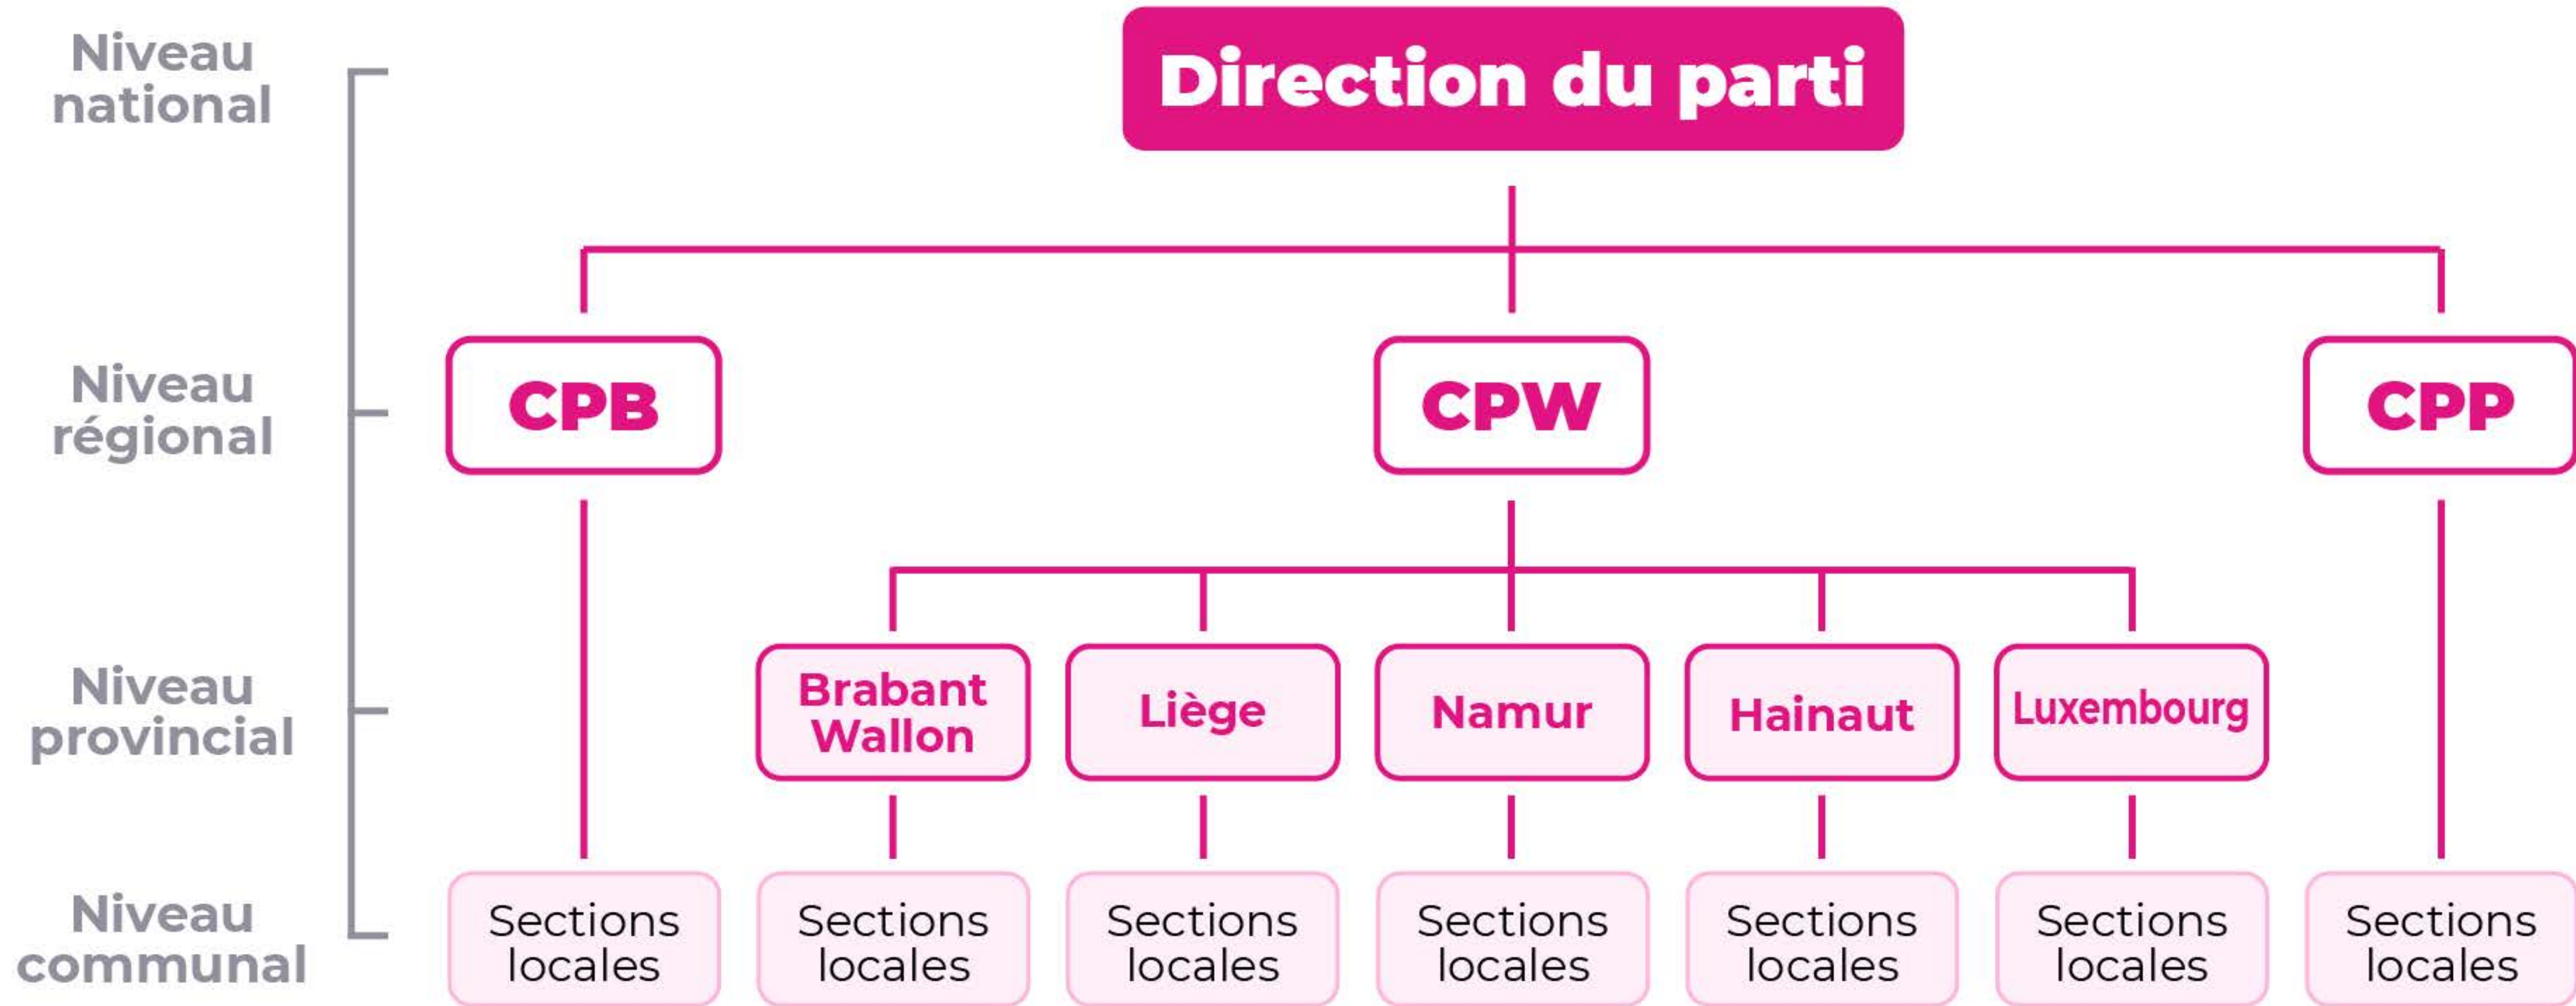 Niveau
national
Direction du parti
Niveau
régional
CPB
CPW
CPP
Niveau
provincial
Brabant
Wallon
Liège
Namur
Hainaut
Luxembourg
Niveau
communal
Sections
locales
Sections
locales
Sections
locales
Sections
locales
Sections
locales
Sections
locales
Sections
locales